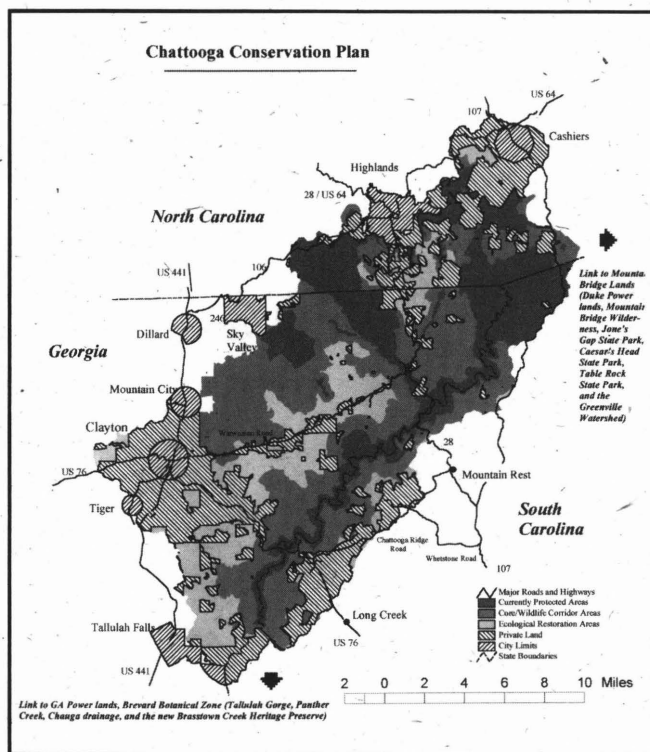 Chattooga Conservation Plan
US 64
107
Cashiers
Highlands
28 / US 64
North Carolina
US 441
106
Link to Mounta
Bridge Lands
(Duke Power
lands, Mountain
Bridge Wilder-
ness, Jone's
Gap State Park,
Caesar's Head
State Park,
Table Rock
State Park,
and the
Greenville
Watershed)
246
Dillard
Sky
Valley
Georgia
Mountain City
Clayton
Warwoman Road
28
US 76
Mountain Rest
Tiger
South
Carolina
Chattooga Ridge
Road
Whetstone Road
107
Major Roads and Highways
Currently Protected Areas
Core/Wildlife Corridor Areas
Ecological Restoration Areas
Private Land
City Limits
State Boundaries
Long Creek
Tallulah Falls
US 76
US 441
2 0 2 4 6 8 10 Miles
Link to GA Power lands, Brevard Botanical Zone (Tallulah Gorge, Panther
Creek, Chauga drainage, and the new Brasstown Creek Heritage Preserve)